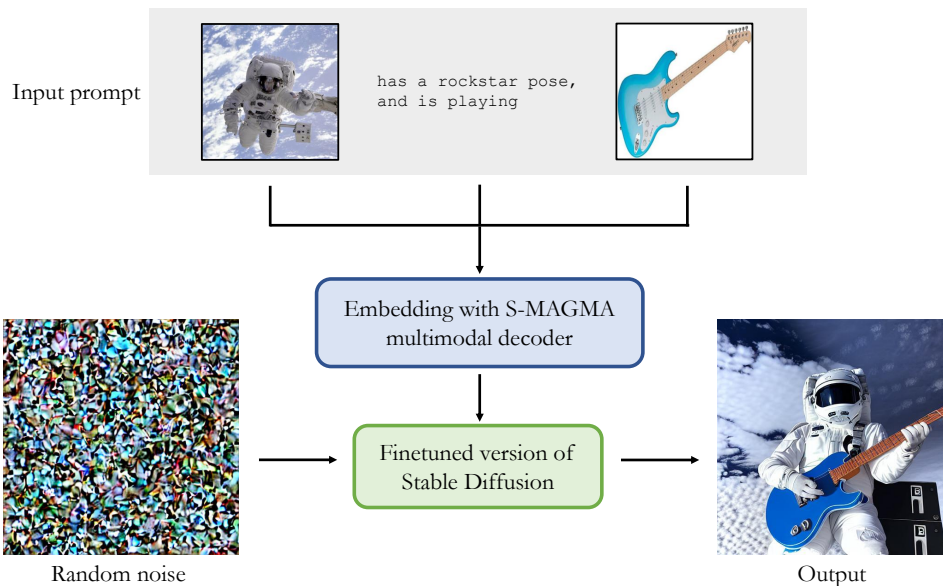 Input prompt
has a rockstar pose,
and is playing
Embedding with S-MAGMA
multimodal decoder
Finetuned version of
Stable Diffusion
Random noise
Output